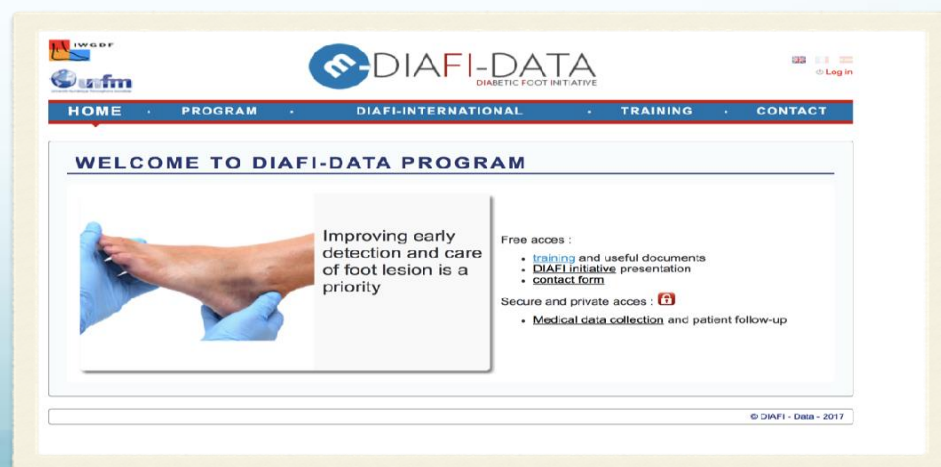 IWGDF
unfm
e-DIAFI-DATA
DIABETIC FOOT INITIATIVE
Log in
HOME · PROGRAM · DIAFI-INTERNATIONAL · TRAINING · CONTACT
WELCOME TO DIAFI-DATA PROGRAM
Improving early
detection and care
of foot lesion is a
priority
Free acces :
• training and useful documents
• DIAFI initiative presentation
• contact form
Secure and private acces :
• Medical data collection and patient follow-up
© DIAFI - Data - 2017